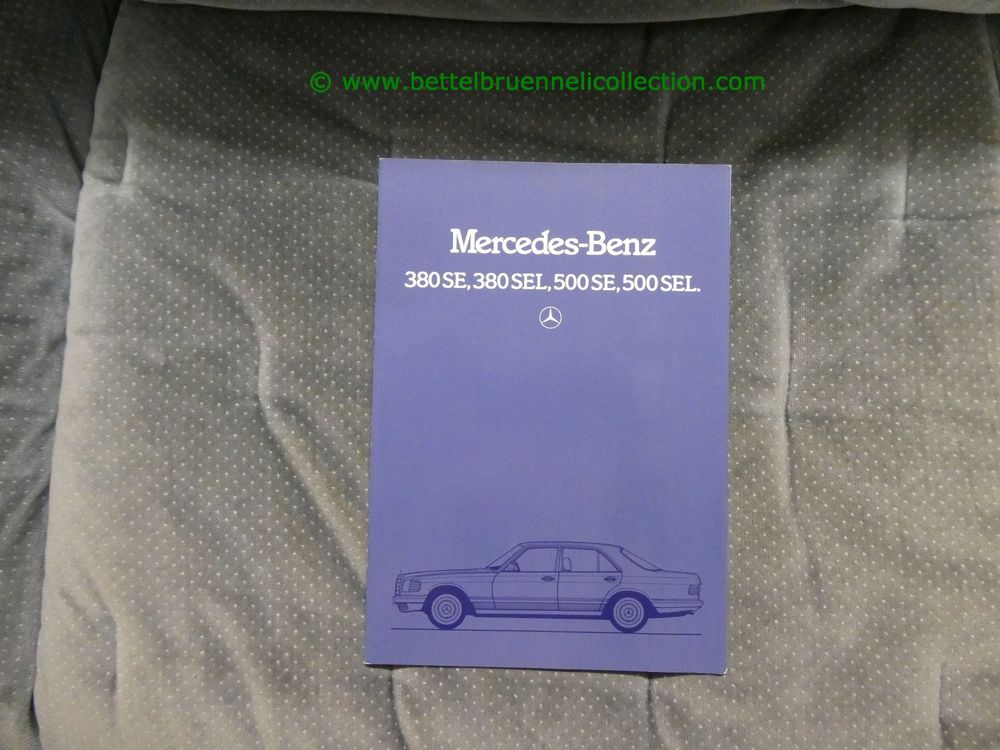 © www.bettelbruennelicollection.com
Mercedes-Benz
380 SE, 380 SEL, 500 SE, 500 SEL.